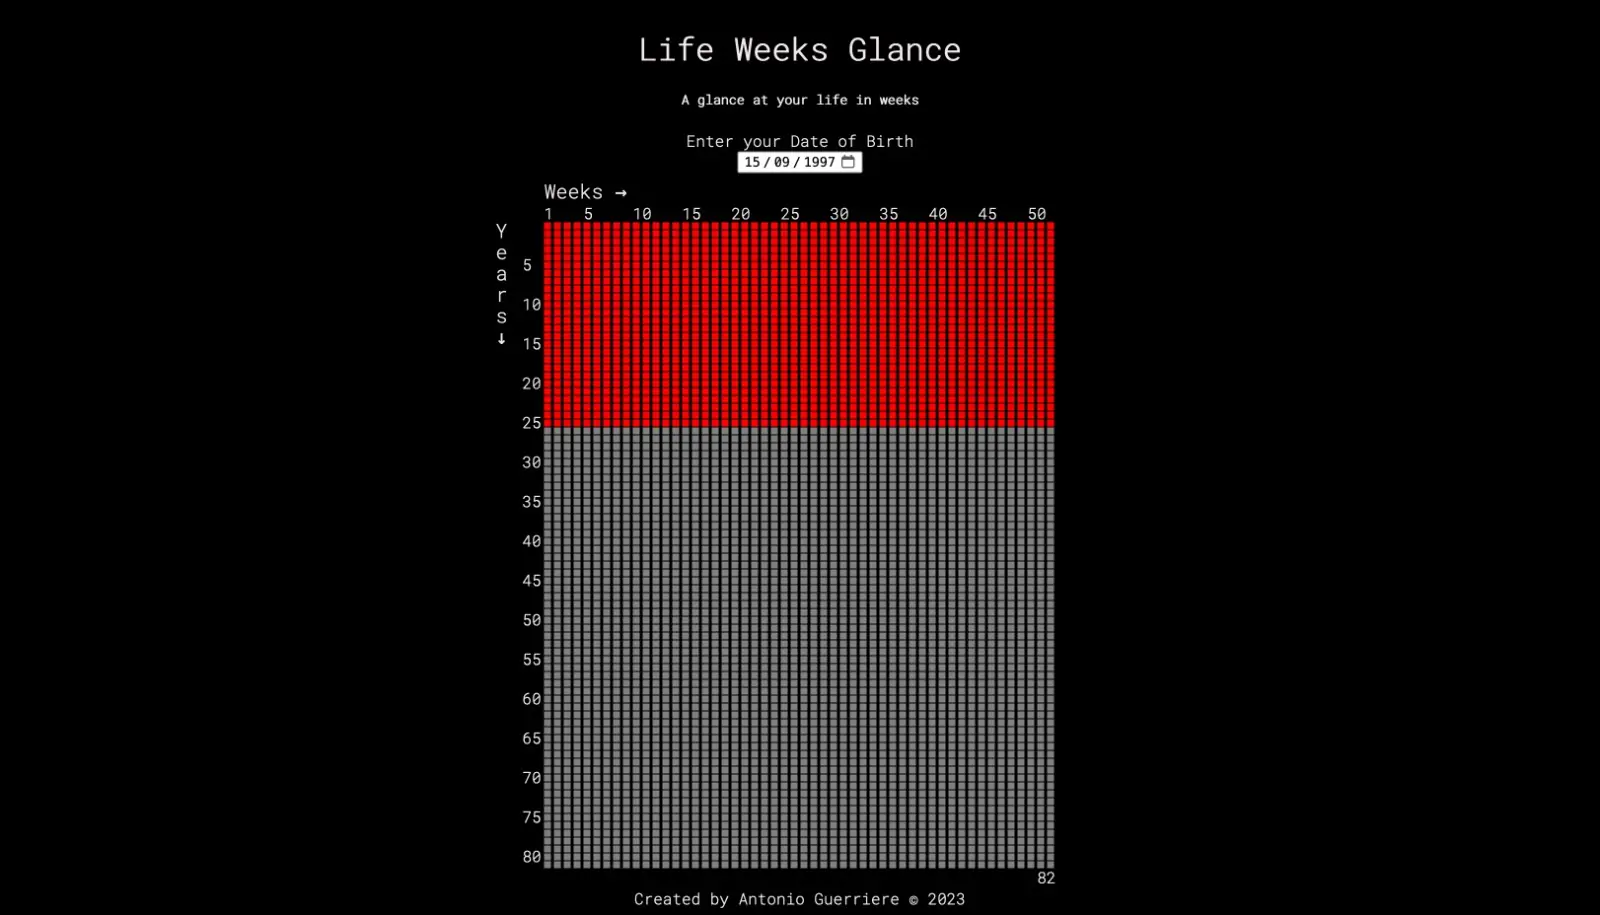 Life Weeks Glance
A glance at your life in weeks
Enter your Date of Birth
15/09/1997
Weeks →
1 5 10 15 20 25 30 35 40 45 50
Years↓
5
10
15
20
25
30
35
40
45
50
55
60
65
70
75
80
82
Created by Antonio Guerriere © 2023